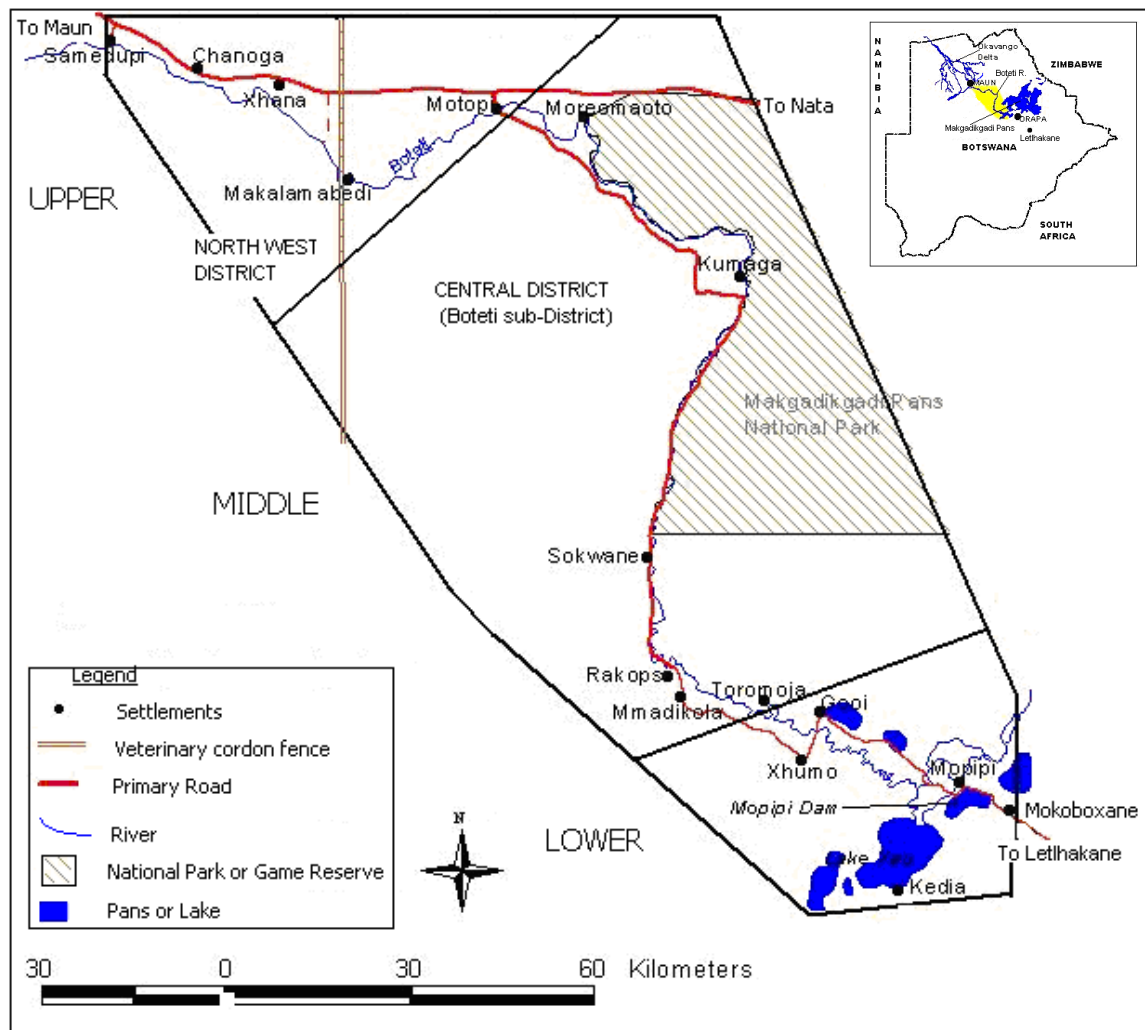 To Maun
Samedupi
Chanoga
Xhana
Motopi
Moreomaoto
To Nata
Boteti
Makalamabedi
UPPER
NORTH WEST
DISTRICT
Kumaga
CENTRAL DISTRICT
(Boteti sub-District)
Makgadikgadi Pans
National Park
MIDDLE
Sokwane
Rakops
Toromoja
Mmadikola
Xhumo
Mopipi
Mopipi Dam
Mokoboxane
LOWER
To Letlhakane
Kedia
NAMIBIA
Okavango
Delta
ZIMBABWE
Boteti R.
MAUN
ORAPA
Makgadikgadi Pans
Letlhakane
BOTSWANA
SOUTH
AFRICA
Legend
Settlements
Veterinary cordon fence
Primary Road
River
National Park or Game Reserve
Pans or Lake
N
30 0 30 60 Kilometers